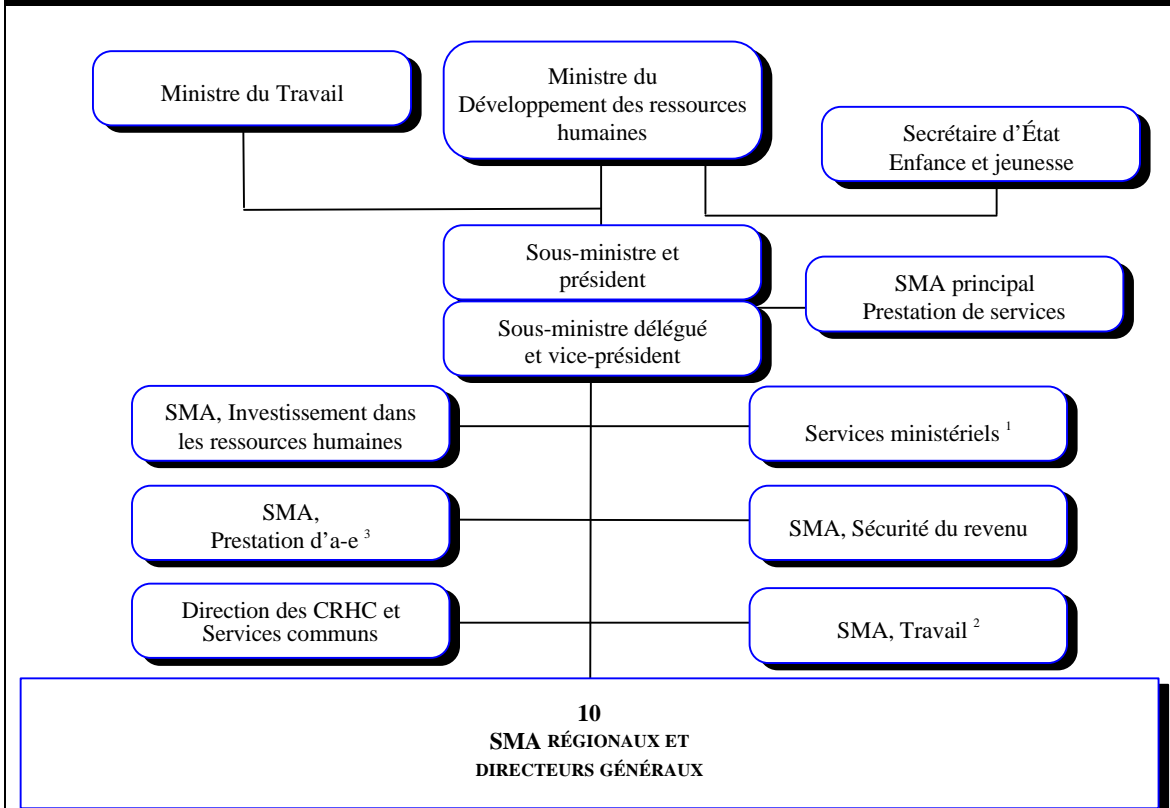 Ministre du Travail
Ministre du
Développement des ressources
humaines
Secrétaire d’État
Enfance et jeunesse
Sous-ministre et
président
SMA principal
Prestation de services
Sous-ministre délégué
et vice-président
SMA, Investissement dans
les ressources humaines
Services ministériels ¹
SMA,
Prestation d’a-e ³
SMA, Sécurité du revenu
Direction des CRHC et
Services communs
SMA, Travail ²
10
SMA RÉGIONAUX ET
DIRECTEURS GÉNÉRAUX